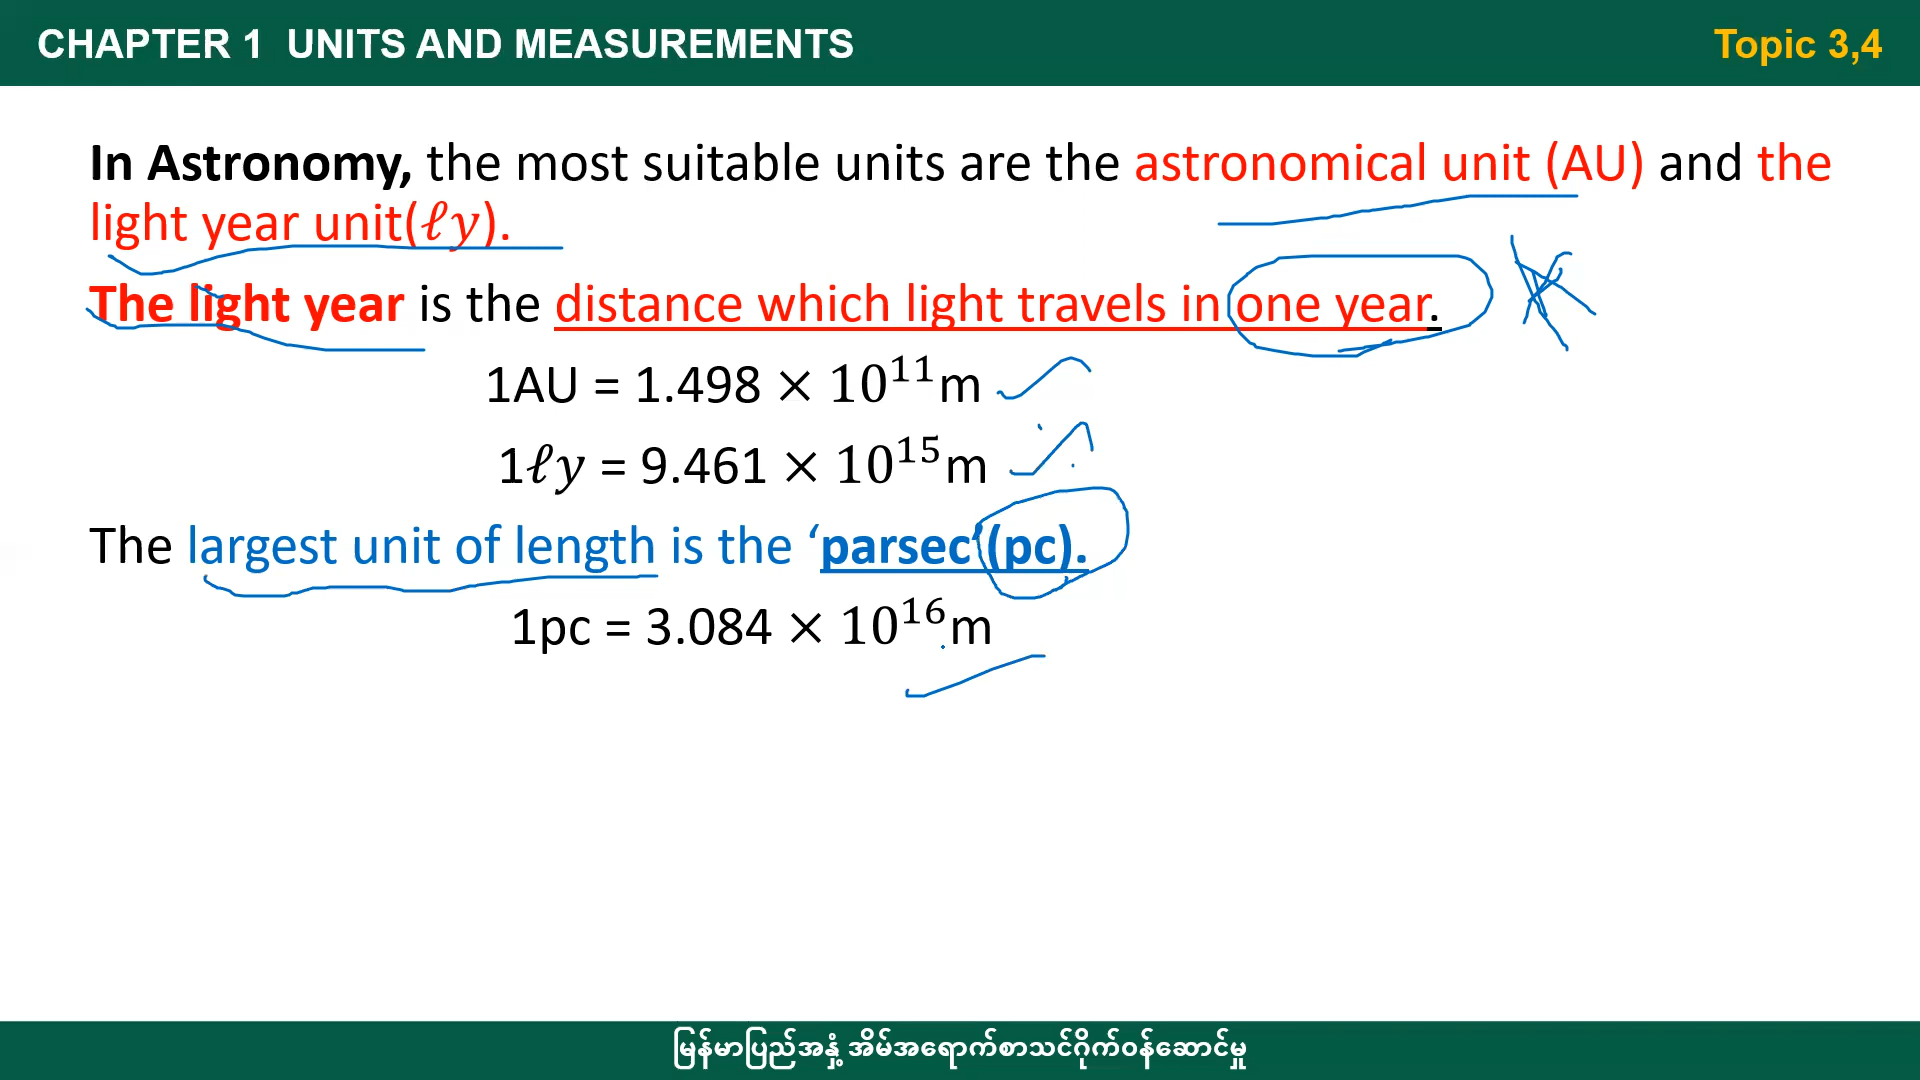 CHAPTER 1 UNITS AND MEASUREMENTS
Topic 3,4
In Astronomy, the most suitable units are the astronomical unit (AU) and the
light year unit(ℓy).
The light year is the distance which light travels in one year.
1AU = 1.498 × 10¹¹m
1ℓy = 9.461 × 10¹⁵m
The largest unit of length is the ‘parsec’(pc).
1pc = 3.084 × 10¹⁶m
မြန်မာပြည်အနှံ့ အိမ်အရောက်စာသင်ဂိုက်ဝန်ဆောင်မှု